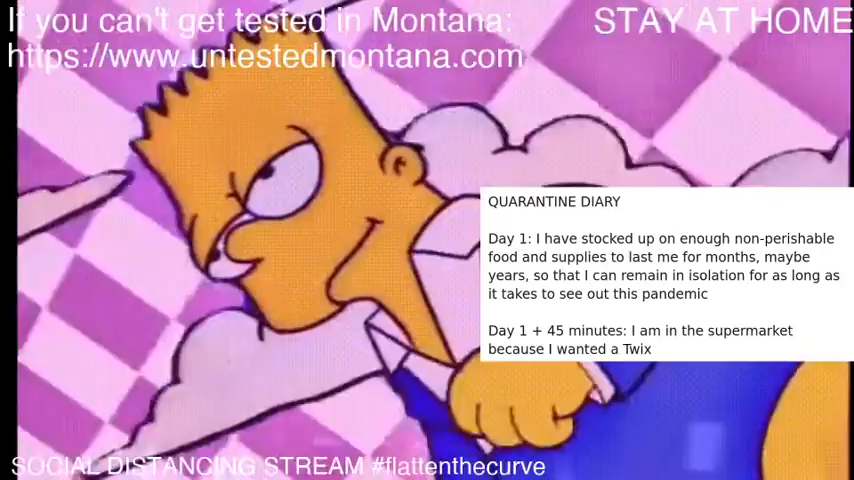 If you can't get tested in Montana:
https://www.untestedmontana.com
STAY AT HOME
QUARANTINE DIARY
Day 1: I have stocked up on enough non-perishable
food and supplies to last me for months, maybe
years, so that I can remain in isolation for as long as
it takes to see out this pandemic
Day 1 + 45 minutes: I am in the supermarket
because I wanted a Twix
SOCIAL DISTANCING STREAM #flattenthecurve